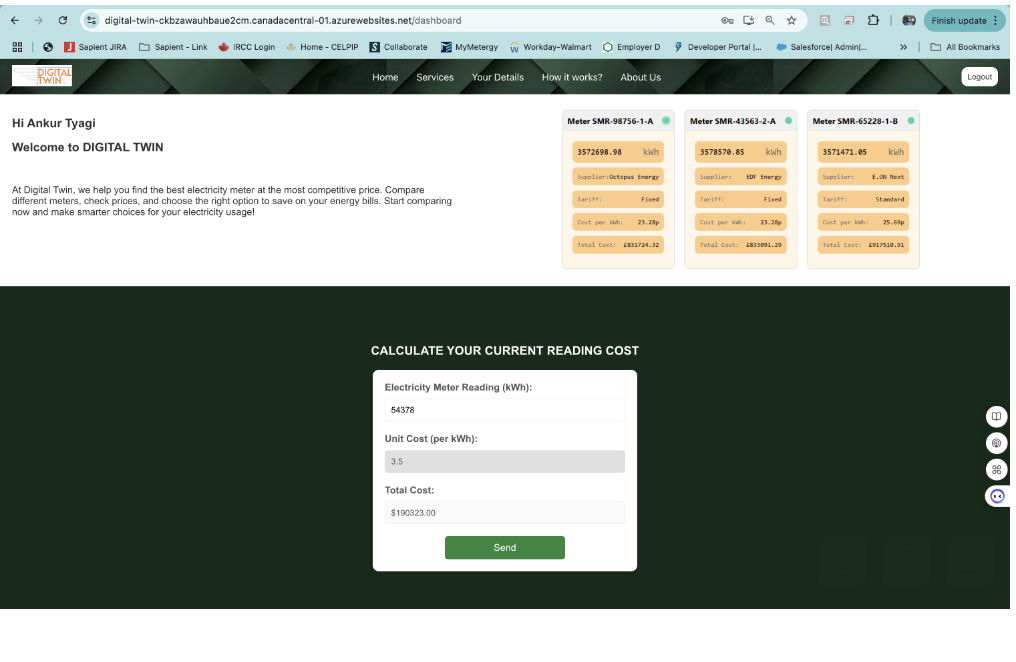 digital-twin-ckbzawauhbaue2cm.canadacentral-01.azurewebsites.net/dashboard
Finish update
Sapient JIRA
Sapient - Link
IRCC Login
Home - CELPIP
Collaborate
MyMetergy
Workday-Walmart
Employer D
Developer Portal |...
Salesforce| Admin|...
»
All Bookmarks
DIGITAL
TWIN
Home
Services
Your Details
How it works?
About Us
Logout
Hi Ankur Tyagi
Welcome to DIGITAL TWIN
At Digital Twin, we help you find the best electricity meter at the most competitive price. Compare
different meters, check prices, and choose the right option to save on your energy bills. Start comparing
now and make smarter choices for your electricity usage!
Meter SMR-98756-1-A
3572698.98 kWh
Supplier:Octopus Energy
Tariff: Fixed
Cost per kWh: 23.28p
Total Cost: £831724.32
Meter SMR-43563-2-A
3578570.85 kWh
Supplier: EDF Energy
Tariff: Fixed
Cost per kWh: 23.28p
Total Cost: £833091.29
Meter SMR-65228-1-B
3571471.05 kWh
Supplier: E.ON Next
Tariff: Standard
Cost per kWh: 25.69p
Total Cost: £917510.91
CALCULATE YOUR CURRENT READING COST
Electricity Meter Reading (kWh):
54378
Unit Cost (per kWh):
3.5
Total Cost:
$190323.00
Send